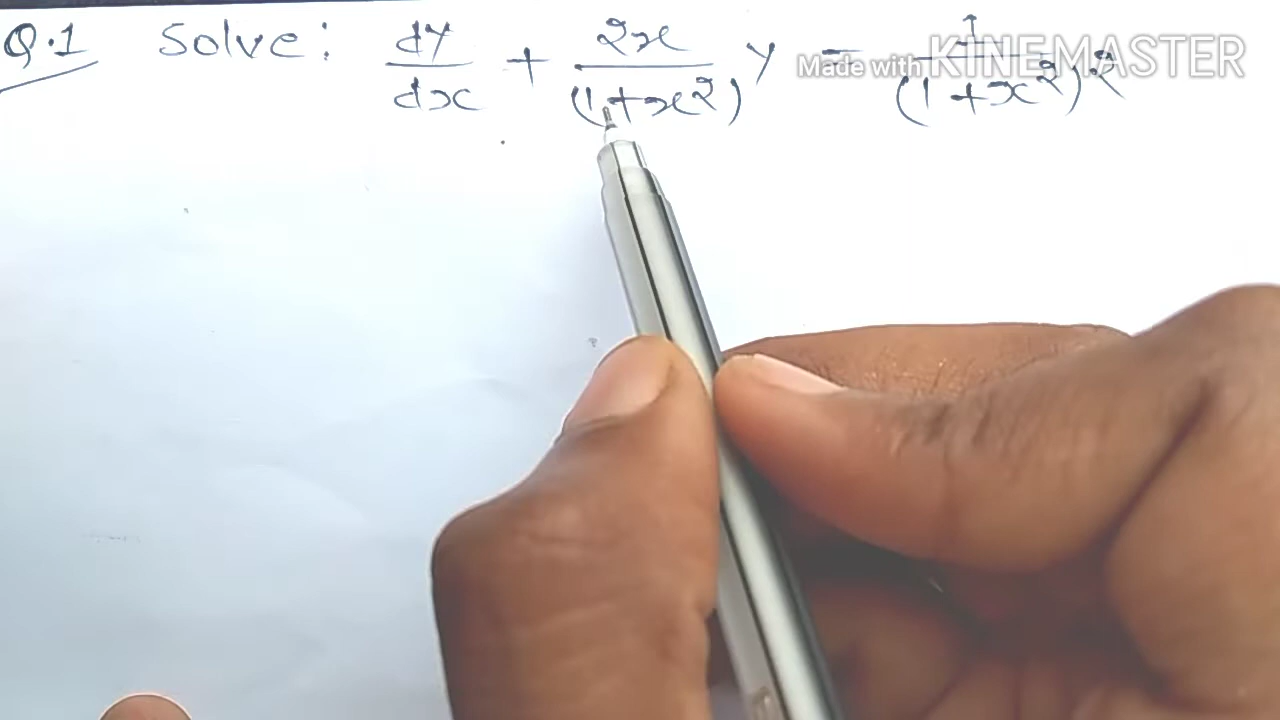 Q.1 Solve: dy/dx + 2x/(1+x²) y = 1/(1+x²)².
Made with KINEMASTER